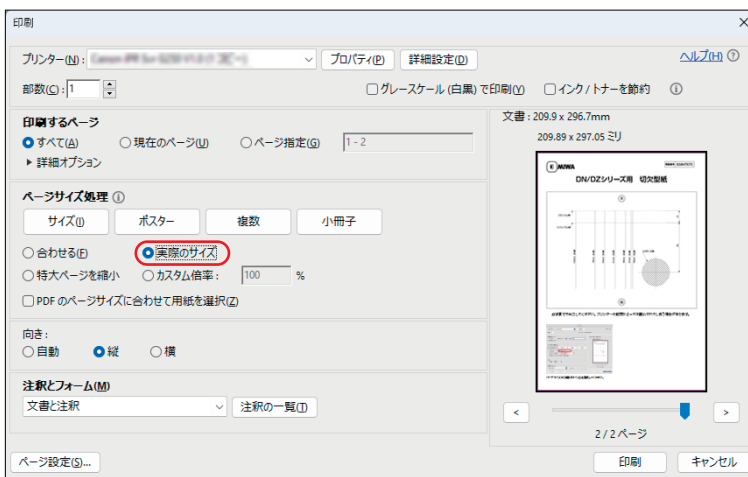 印刷
プリンター(N):
プロパティ(P)
詳細設定(D)
ヘルプ(H)
部数(C): 1
グレースケール (白黒) で印刷(Y)
インク / トナーを節約
印刷するページ
すべて(A)
現在のページ(U)
ページ指定(G)
1 - 2
詳細オプション
ページサイズ処理
サイズ(I)
ポスター
複数
小冊子
合わせる(F)
実際のサイズ
特大ページを縮小
カスタム倍率:
100
%
PDF のページサイズに合わせて用紙を選択(Z)
向き:
自動
縦
横
注釈とフォーム(M)
文書と注釈
注釈の一覧(T)
ページ設定(S)...
文書: 209.9 x 296.7mm
209.89 x 297.05 ミリ
MIWA
DN/DZシリーズ用 切欠型紙
<
>
2 / 2 ページ
印刷
キャンセル